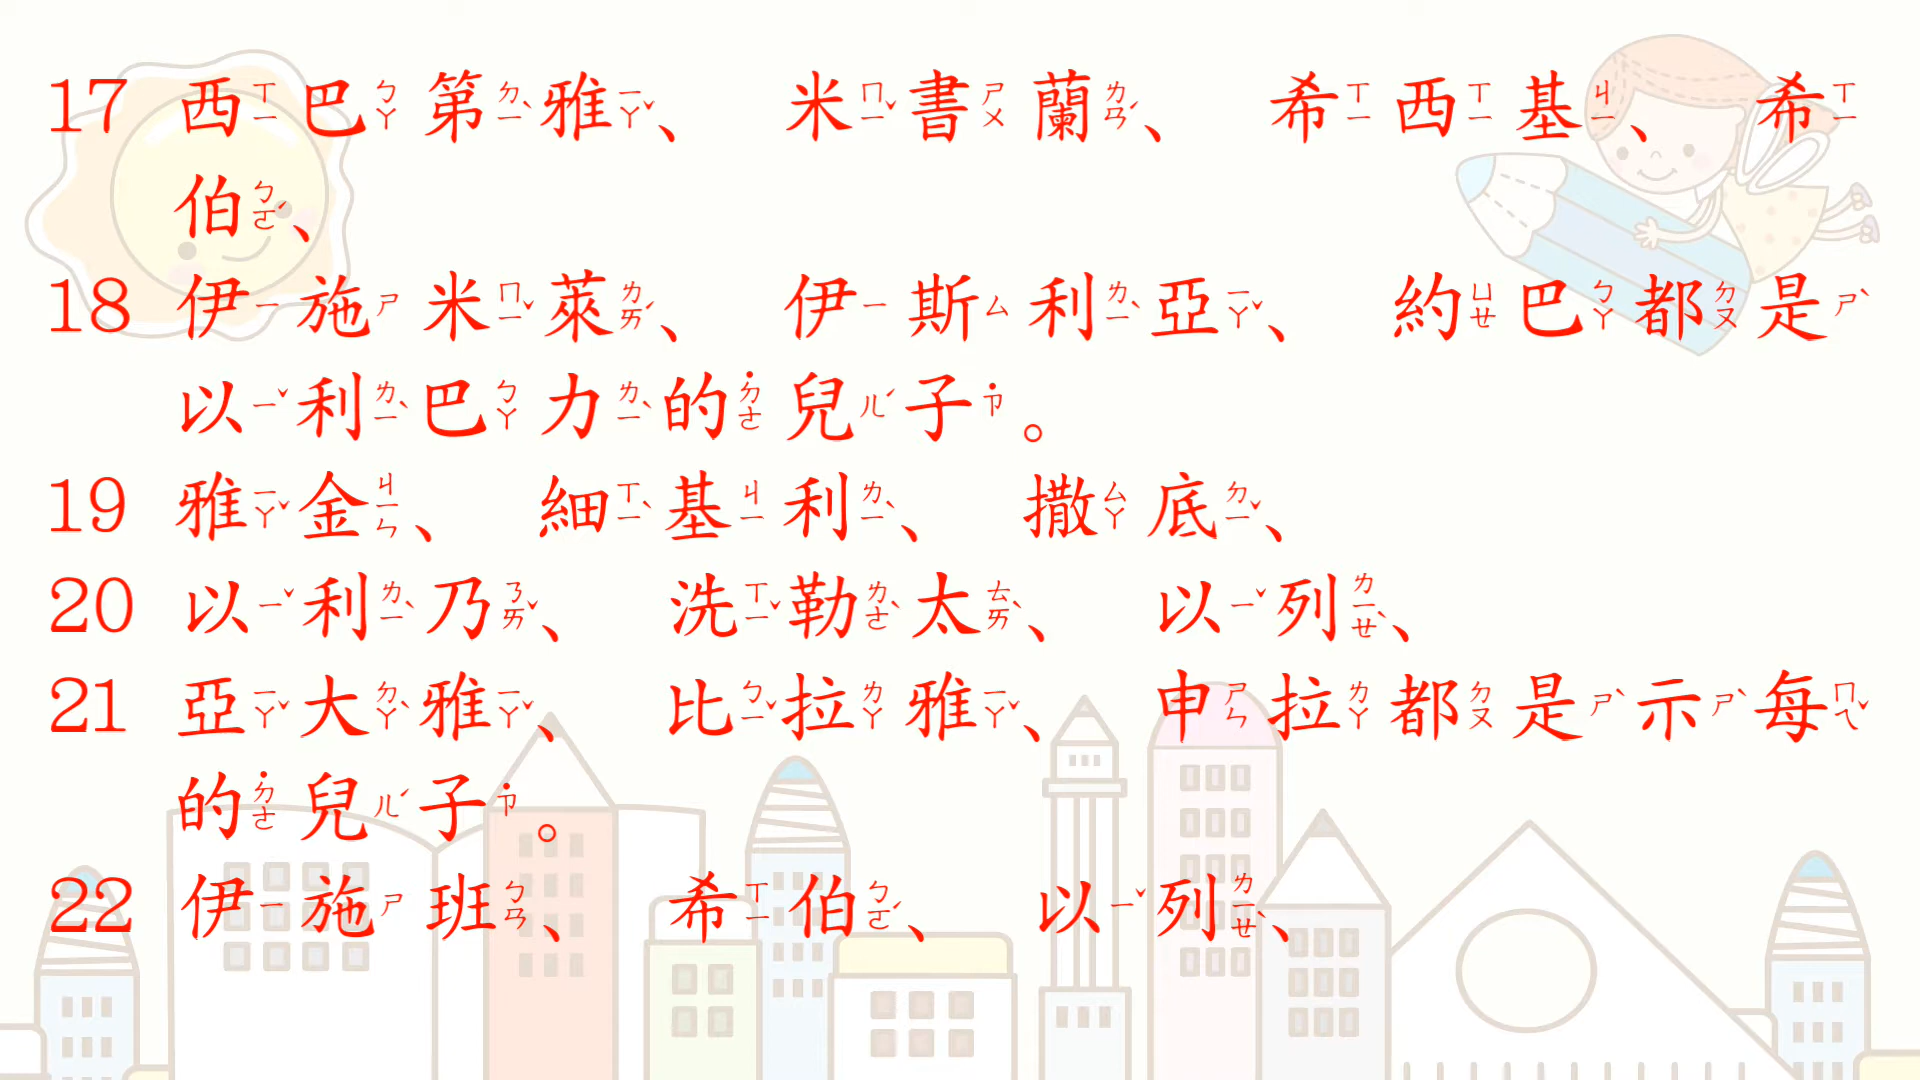 17 西巴第雅、 米書蘭、 希西基、 希
伯、
18 伊施米萊、 伊斯利亞、 約巴都是
以利巴力的兒子。
19 雅金、 細基利、 撒底、
20 以利乃、 洗勒太、 以列、
21 亞大雅、 比拉雅、 申拉都是示每
的兒子。
22 伊施班、 希伯、 以列、